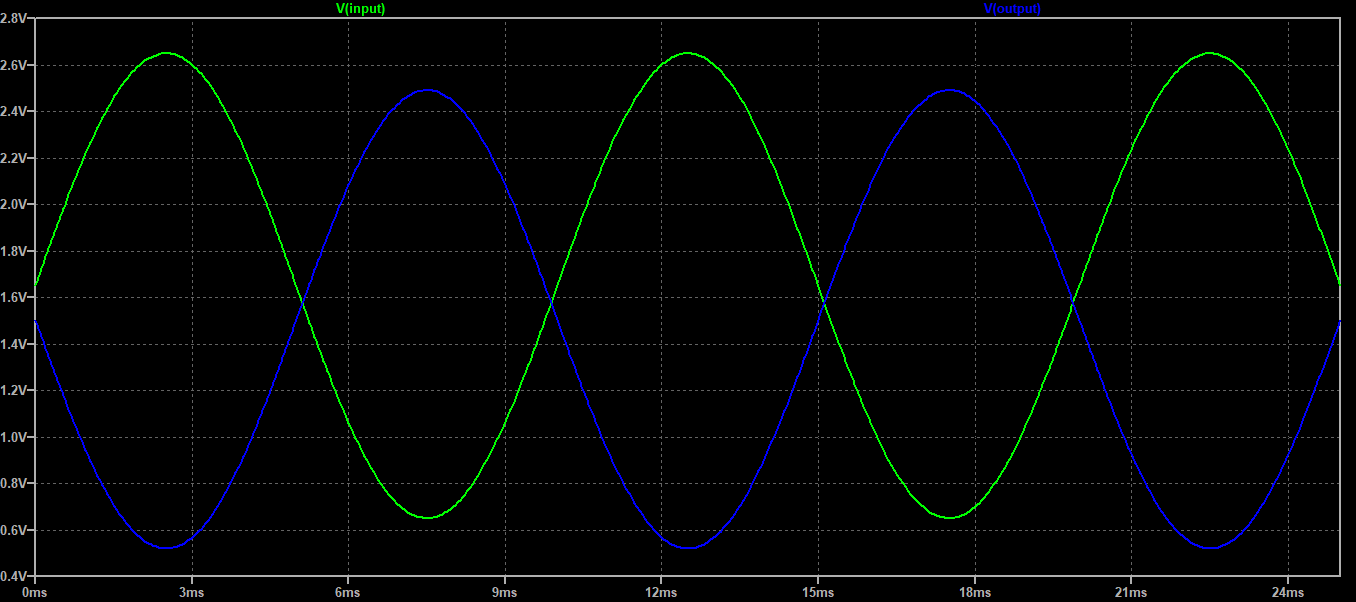 V(input) V(output)
2.8V
2.6V
2.4V
2.2V
2.0V
1.8V
1.6V
1.4V
1.2V
1.0V
0.8V
0.6V
0.4V
0ms 3ms 6ms 9ms 12ms 15ms 18ms 21ms 24ms